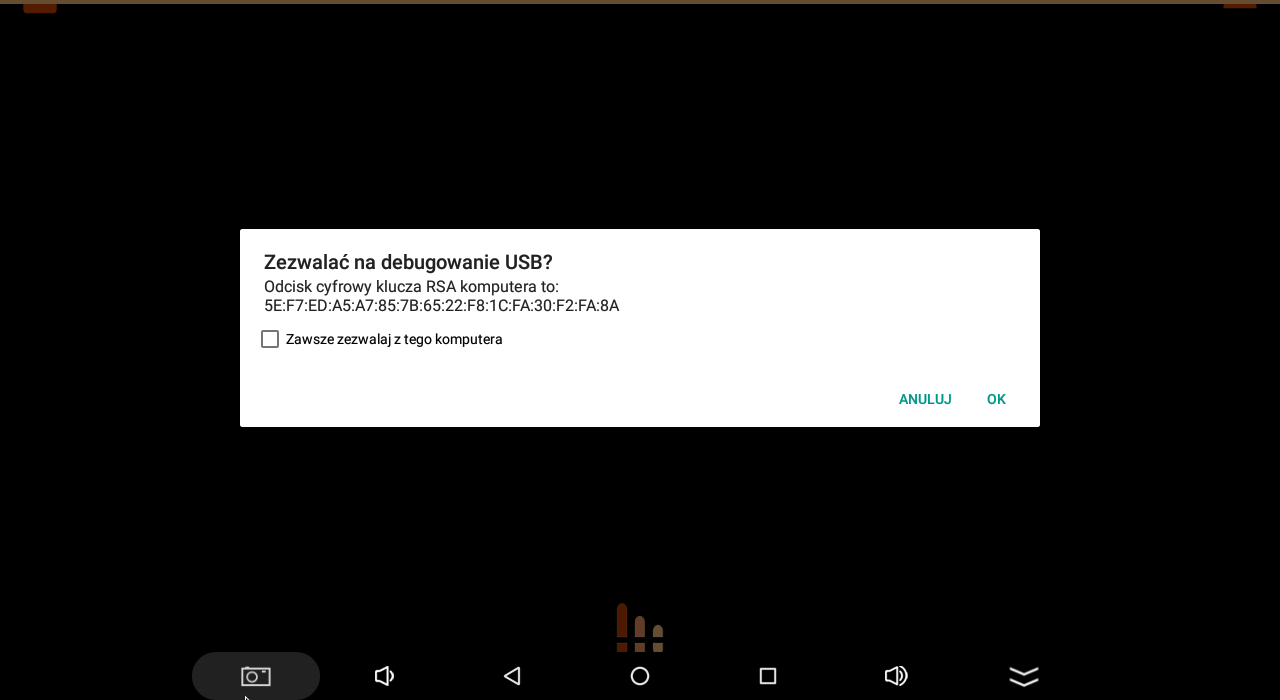 Zezwalać na debugowanie USB?
Odcisk cyfrowy klucza RSA komputera to:
5E:F7:ED:A5:A7:85:7B:65:22:F8:1C:FA:30:F2:FA:8A
Zawsze zezwalaj z tego komputera
ANULUJ OK